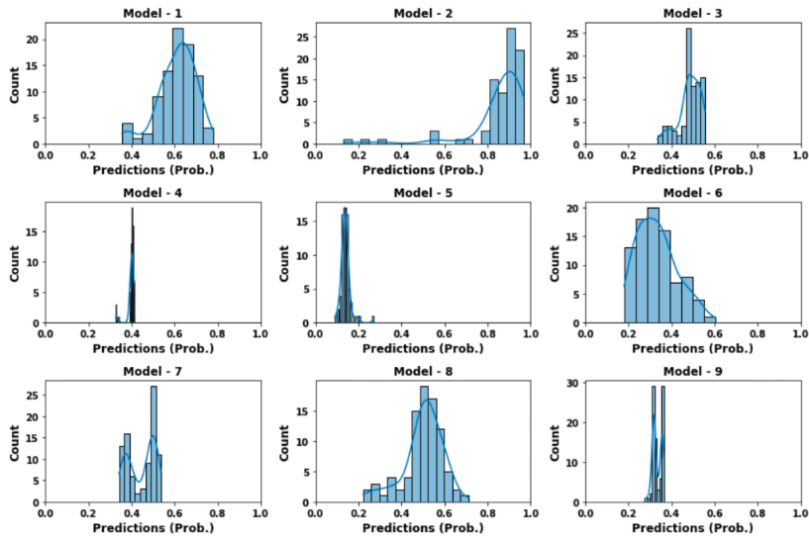 Model - 1
Model - 2
Model - 3
Count
20
15
10
5
0
0.0 0.2 0.4 0.6 0.8 1.0
Predictions (Prob.)
Count
25
20
15
10
5
0
0.0 0.2 0.4 0.6 0.8 1.0
Predictions (Prob.)
Count
25
20
15
10
5
0
0.0 0.2 0.4 0.6 0.8 1.0
Predictions (Prob.)
Model - 4
Model - 5
Model - 6
Count
15
10
5
0
0.0 0.2 0.4 0.6 0.8 1.0
Predictions (Prob.)
Count
15
10
5
0
0.0 0.2 0.4 0.6 0.8 1.0
Predictions (Prob.)
Count
20
15
10
5
0
0.0 0.2 0.4 0.6 0.8 1.0
Predictions (Prob.)
Model - 7
Model - 8
Model - 9
Count
25
20
15
10
5
0
0.0 0.2 0.4 0.6 0.8 1.0
Predictions (Prob.)
Count
15
10
5
0
0.0 0.2 0.4 0.6 0.8 1.0
Predictions (Prob.)
Count
30
20
10
0
0.0 0.2 0.4 0.6 0.8 1.0
Predictions (Prob.)